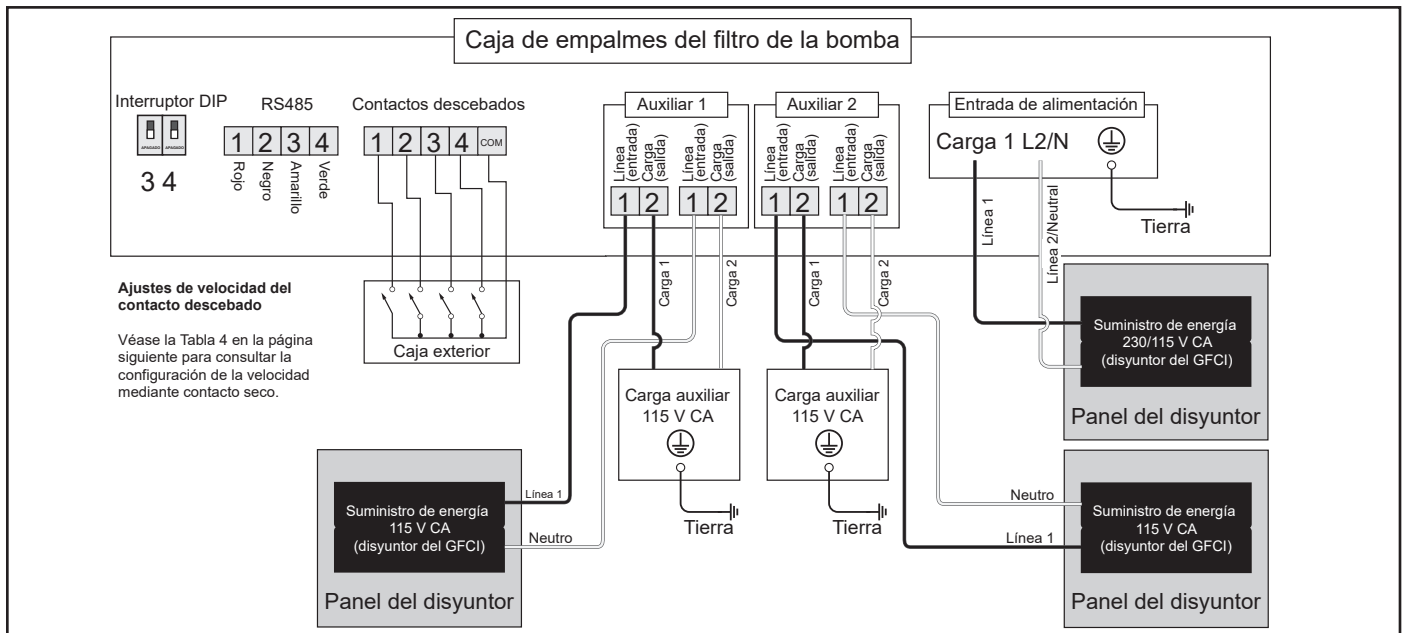 Caja de empalmes del filtro de la bomba
Interruptor DIP
APAGADO APAGADO
3 4
RS485
1 2 3 4
Rojo
Negro
Amarillo
Verde
Contactos descebados
1 2 3 4 COM
Caja exterior
Auxiliar 1
Línea (entrada)
Carga (salida)
Línea (entrada)
Carga (salida)
1 2 1 2
Auxiliar 2
Línea (entrada)
Carga (salida)
Línea (entrada)
Carga (salida)
1 2 1 2
Entrada de alimentación
Carga 1 L2/N
Tierra
Línea 1
Línea 2/Neutral
Carga 1
Carga 2
Carga 1
Carga 2
Ajustes de velocidad del
contacto descebado
Véase la Tabla 4 en la página
siguiente para consultar la
configuración de la velocidad
mediante contacto seco.
Carga auxiliar
115 V CA
Tierra
Carga auxiliar
115 V CA
Tierra
Suministro de energía
230/115 V CA
(disyuntor del GFCI)
Panel del disyuntor
Línea 1
Neutro
Suministro de energía
115 V CA
(disyuntor del GFCI)
Panel del disyuntor
Neutro
Línea 1
Suministro de energía
115 V CA
(disyuntor del GFCI)
Panel del disyuntor